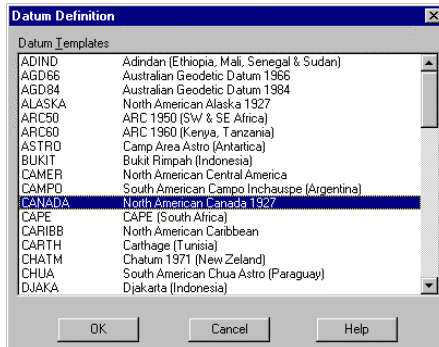 Datum Definition
Datum Templates
ADIND Adindan (Ethiopia, Mali, Senegal & Sudan)
AGD66 Australian Geodetic Datum 1966
AGD84 Australian Geodetic Datum 1984
ALASKA North American Alaska 1927
ARC50 ARC 1950 (SW & SE Africa)
ARC60 ARC 1960 (Kenya, Tanzania)
ASTRO Camp Area Astro (Antartica)
BUKIT Bukit Rimpah (Indonesia)
CAMER North American Central America
CAMPO South American Campo Inchauspe (Argentina)
CANADA North American Canada 1927
CAPE CAPE (South Africa)
CARIBB North American Caribbean
CARTH Carthage (Tunisia)
CHATM Chatum 1971 (New Zeland)
CHUA South American Chua Astro (Paraguay)
DJAKA Djakarta (Indonesia)
OK Cancel Help